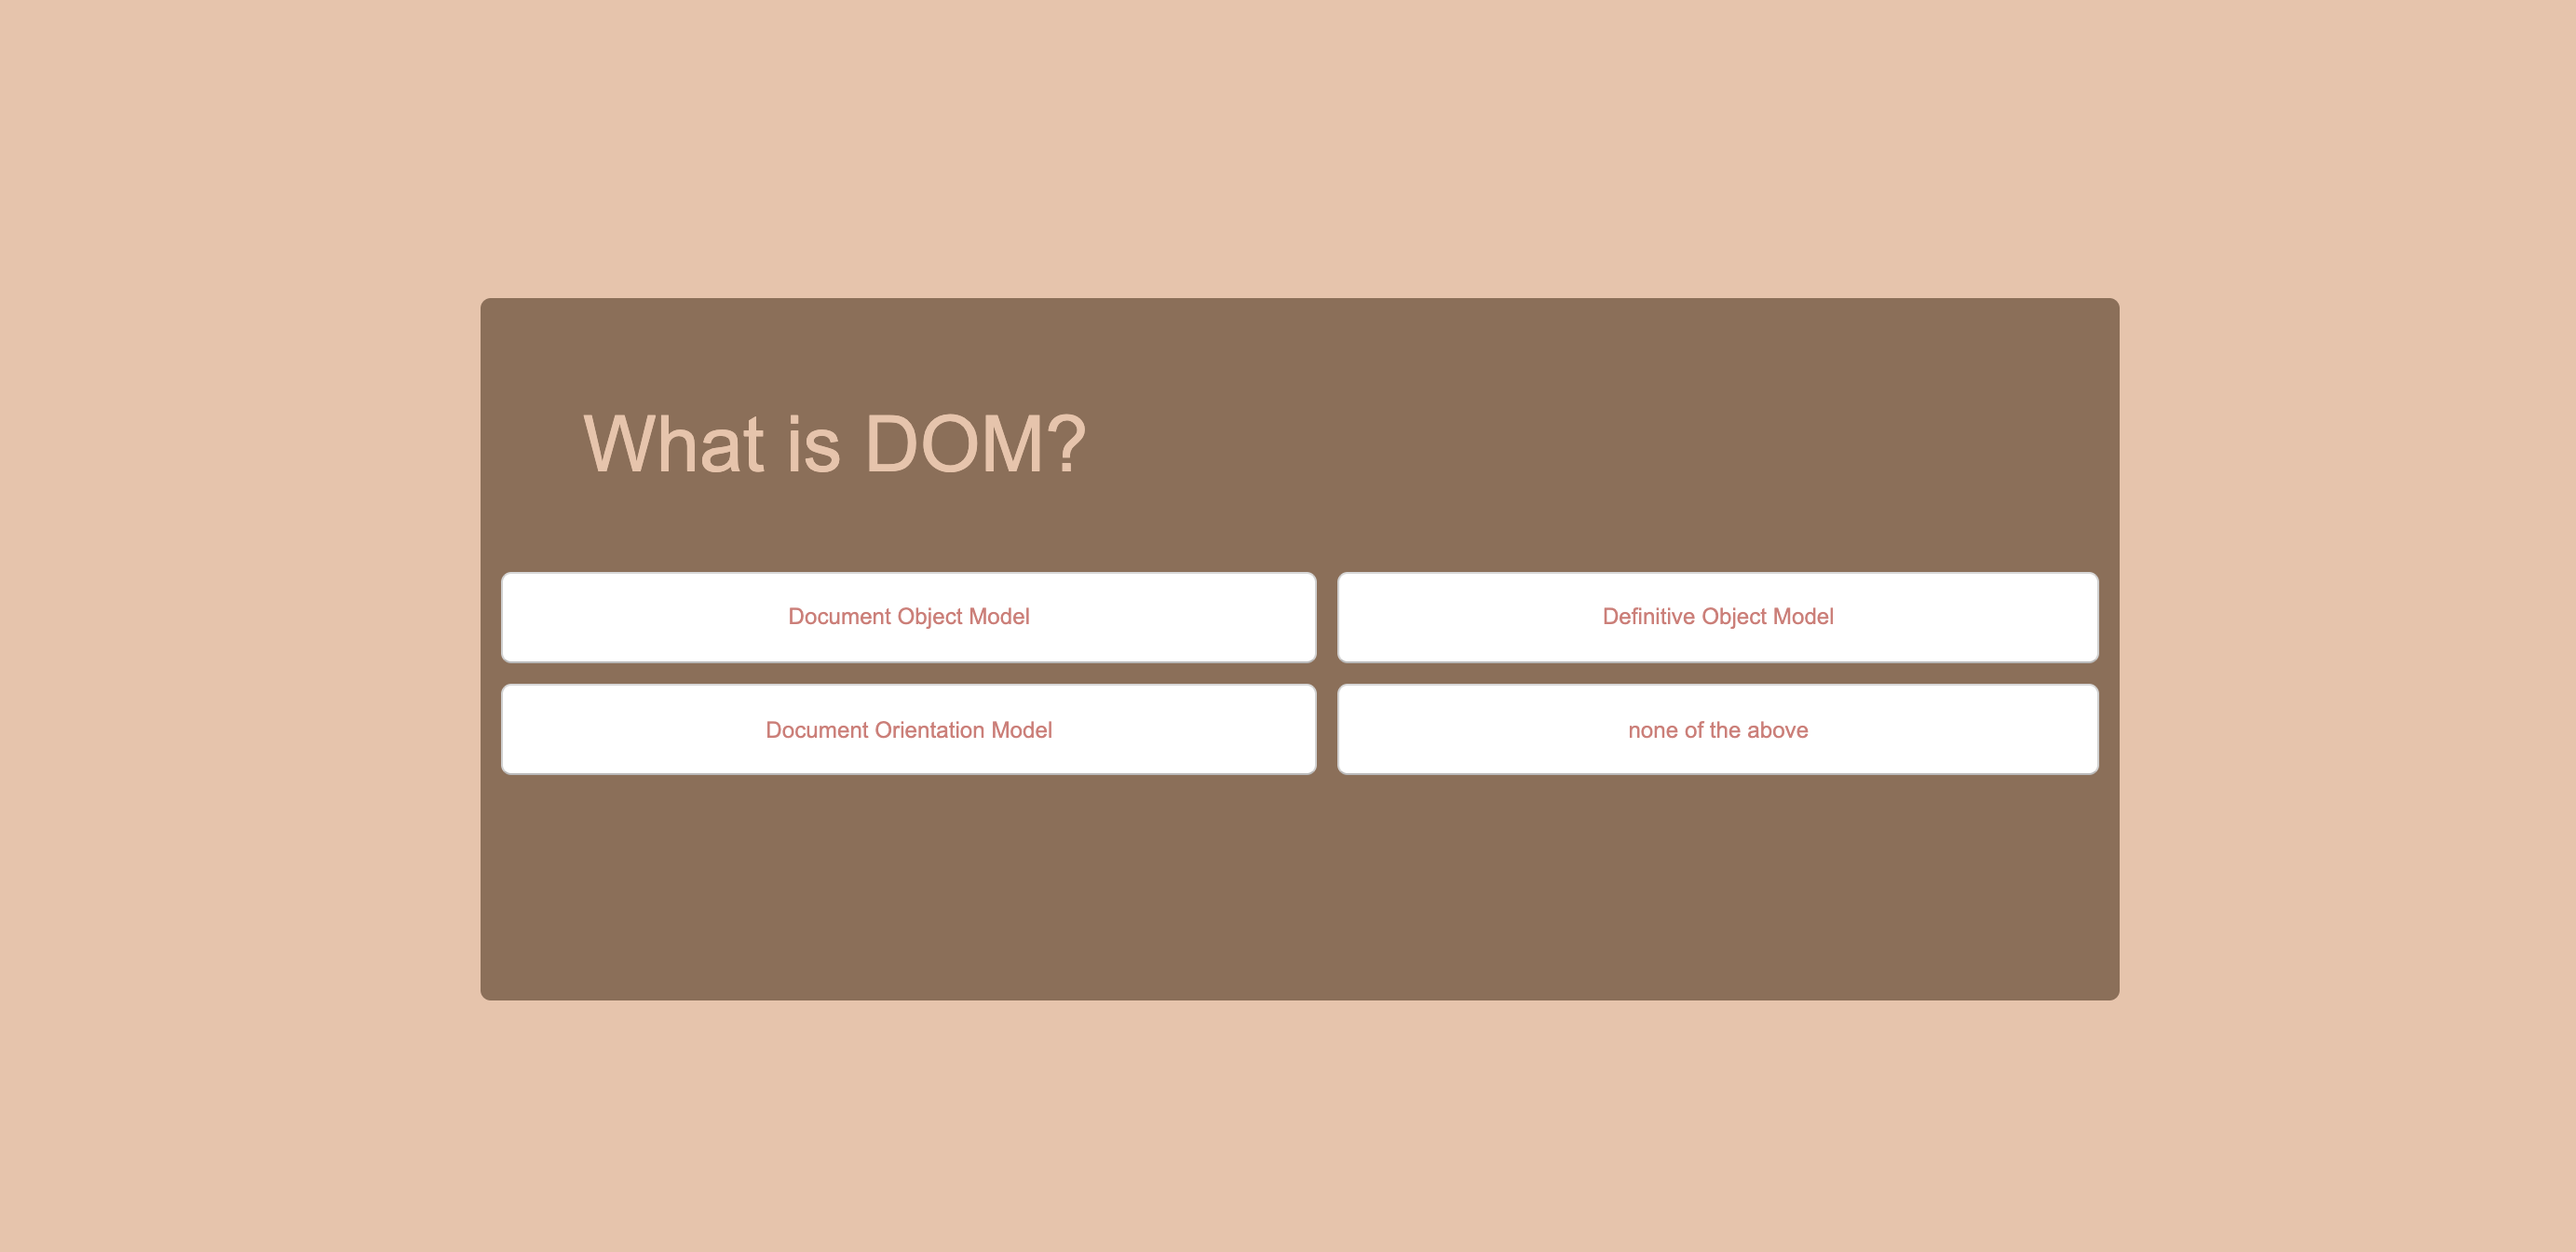 What is DOM?
Document Object Model
Definitive Object Model
Document Orientation Model
none of the above